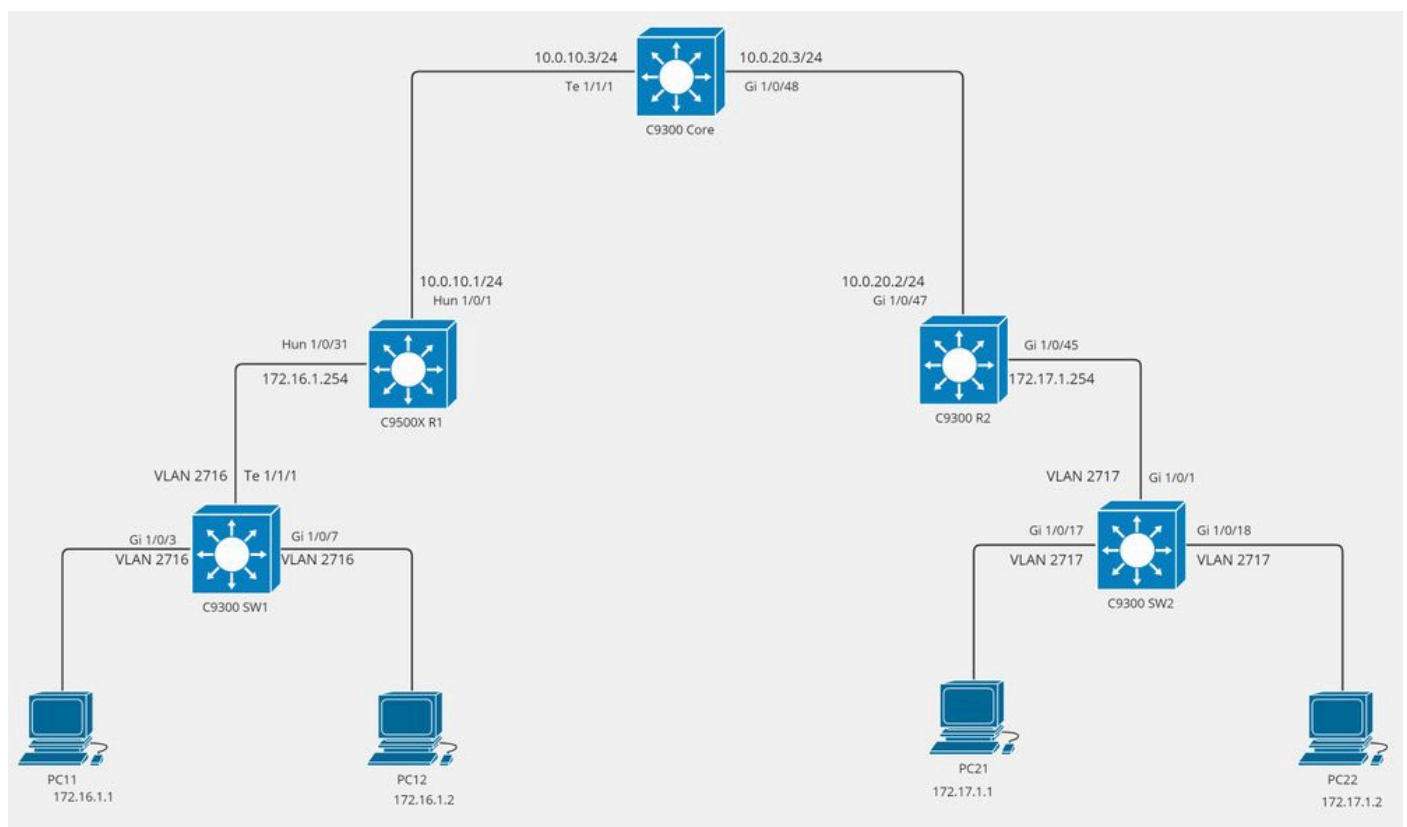 10.0.10.3/24
10.0.20.3/24
Te 1/1/1
Gi 1/0/48
C9300 Core
10.0.10.1/24
Hun 1/0/1
10.0.20.2/24
Gi 1/0/47
Hun 1/0/31
172.16.1.254
C9500X R1
Gi 1/0/45
172.17.1.254
C9300 R2
VLAN 2716
Te 1/1/1
VLAN 2717
Gi 1/0/1
Gi 1/0/3
VLAN 2716
Gi 1/0/7
VLAN 2716
C9300 SW1
Gi 1/0/17
VLAN 2717
Gi 1/0/18
VLAN 2717
C9300 SW2
PC11
172.16.1.1
PC12
172.16.1.2
PC21
172.17.1.1
PC22
172.17.1.2